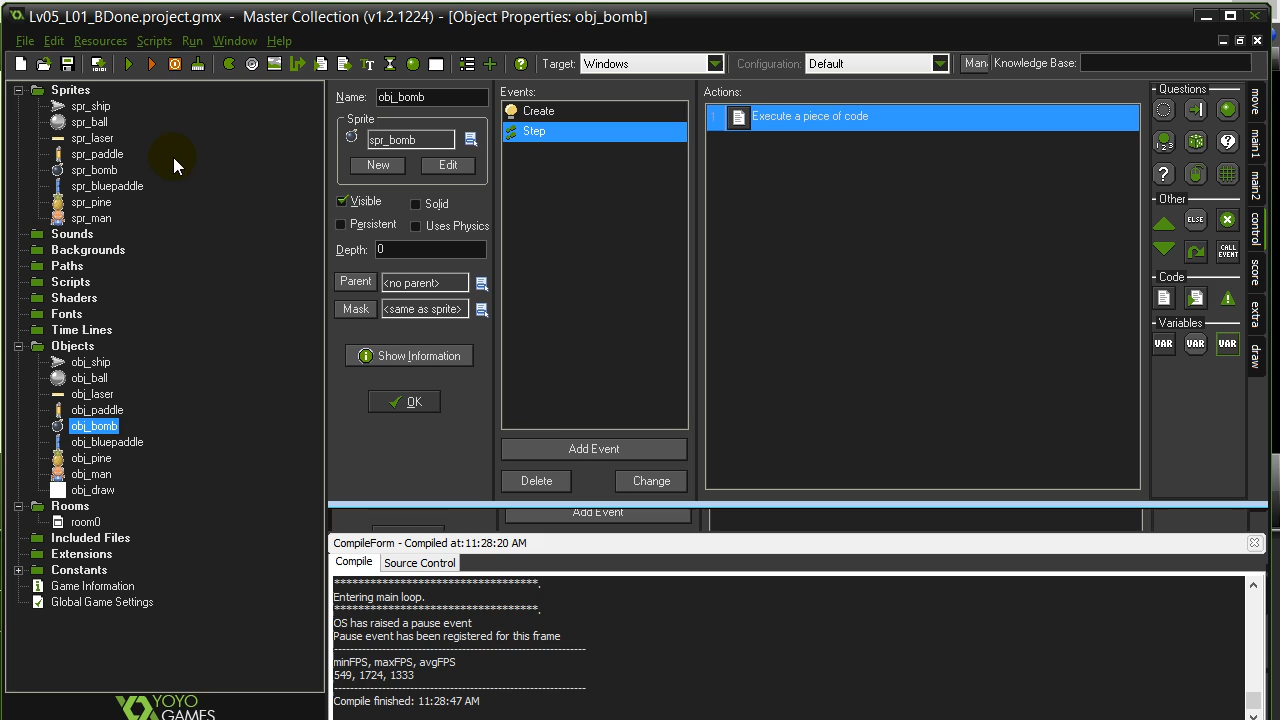 Lv05_L01_BDone.project.gmx - Master Collection (v1.2.1224) - [Object Properties: obj_bomb]
File Edit Resources Scripts Run Window Help
Target: Windows Configuration: Default Man Knowledge Base:
Sprites
spr_ship
spr_ball
spr_laser
spr_paddle
spr_bomb
spr_bluepaddle
spr_pine
spr_man
Sounds
Backgrounds
Paths
Scripts
Shaders
Fonts
Time Lines
Objects
obj_ship
obj_ball
obj_laser
obj_paddle
obj_bomb
obj_bluepaddle
obj_pine
obj_man
obj_draw
Rooms
room0
Included Files
Extensions
Constants
Game Information
Global Game Settings
YOYO
GAMES
Name: obj_bomb
Sprite
spr_bomb
New Edit
Visible Solid
Persistent Uses Physics
Depth: 0
Parent <no parent>
Mask <same as sprite>
Show Information
OK
Events:
Create
Step
Add Event
Delete Change
Add Event
Actions:
Execute a piece of code
Questions
Other
ELSE
CALL EVENT
Code
Variables
VAR VAR VAR
move
main1
main2
control
score
extra
draw
CompileForm - Compiled at: 11:28:20 AM
Compile Source Control
***********************************.
Entering main loop.
***********************************.
OS has raised a pause event
Pause event has been registered for this frame
------------------------------------------------------------
minFPS, maxFPS, avgFPS
549, 1724, 1333
------------------------------------------------------------
Compile finished: 11:28:47 AM